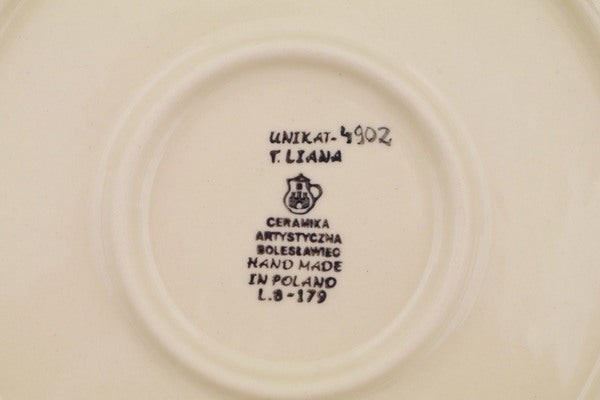 UNIKAT-4902
T. LIANA
CERAMIKA
ARTYSTYCZNA
BOLESŁAWIEC
HAND MADE
IN POLAND
L.B-179